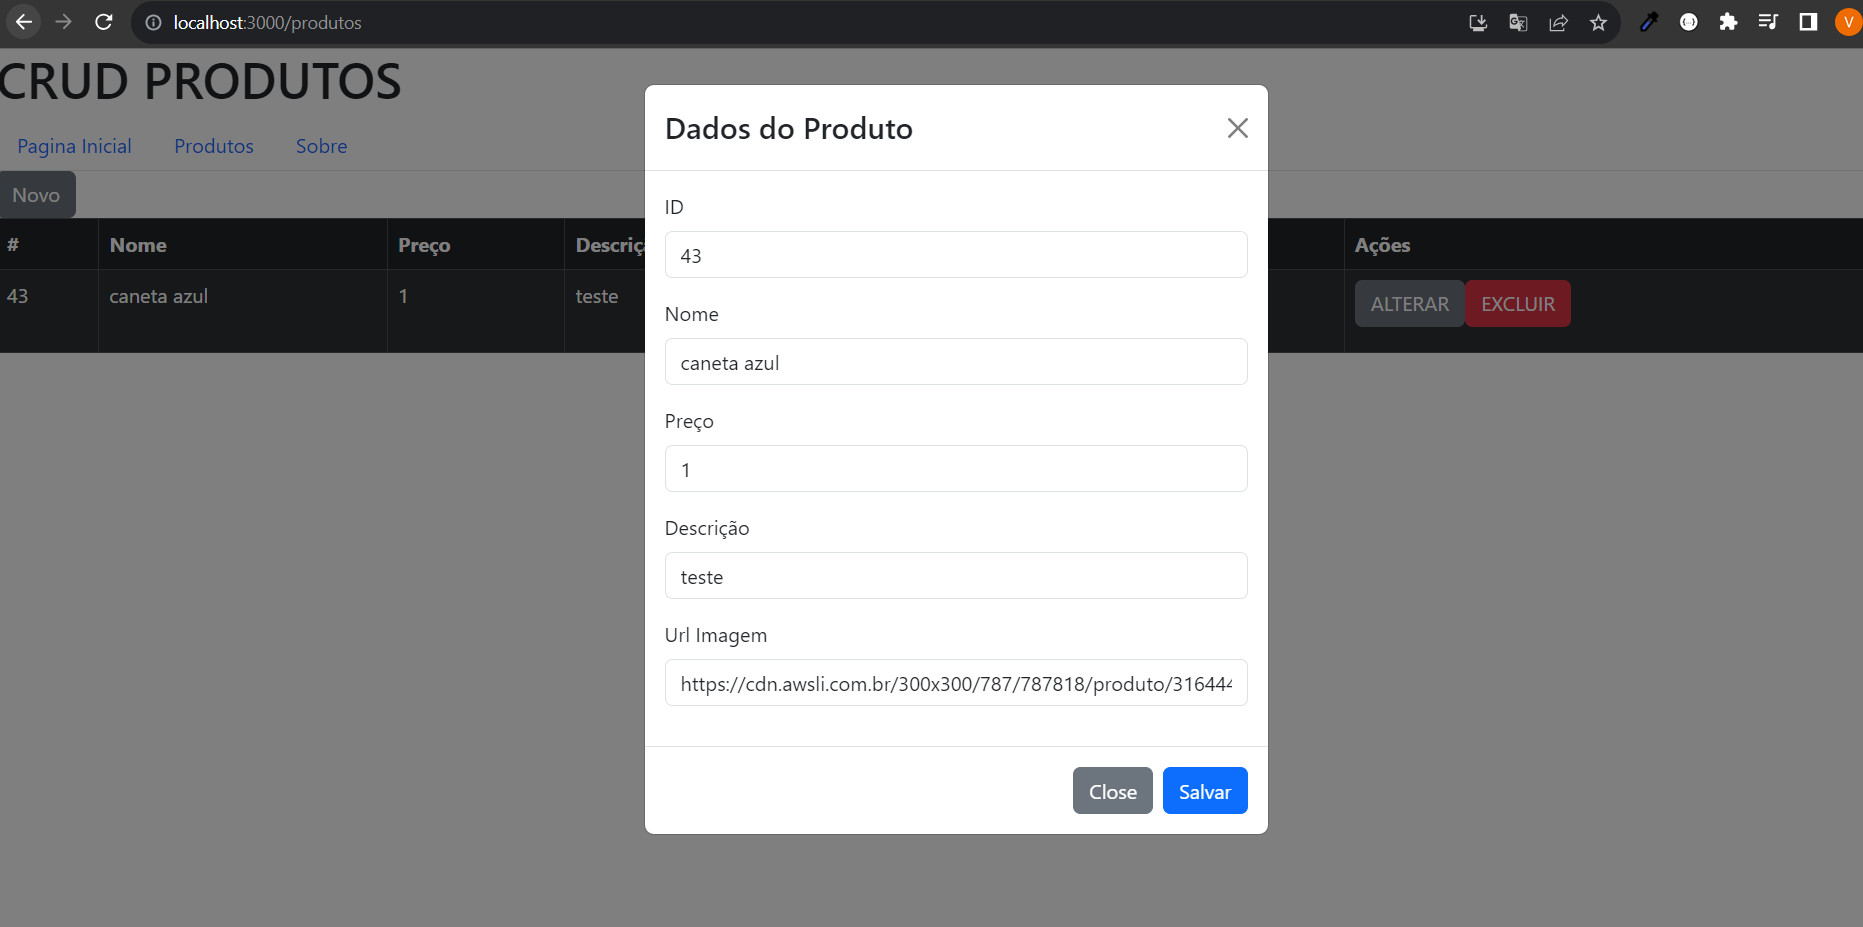 localhost:3000/produtos
V
CRUD PRODUTOS
Pagina Inicial Produtos Sobre
Novo
# Nome Preço Ações
43 caneta azul 1 teste ALTERAR EXCLUIR
Dados do Produto
ID
43
Nome
caneta azul
Preço
1
Descrição
teste
Url Imagem
https://cdn.awsli.com.br/300x300/787/787818/produto/316444
Close Salvar